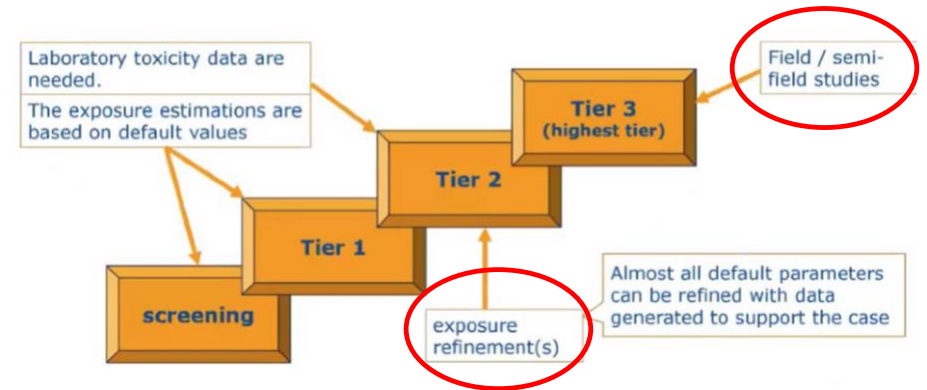 Laboratory toxicity data are
needed.
The exposure estimations are
based on default values
Field / semi-
field studies
Tier 3
(highest tier)
Tier 2
Tier 1
screening
exposure
refinement(s)
Almost all default parameters
can be refined with data
generated to support the case